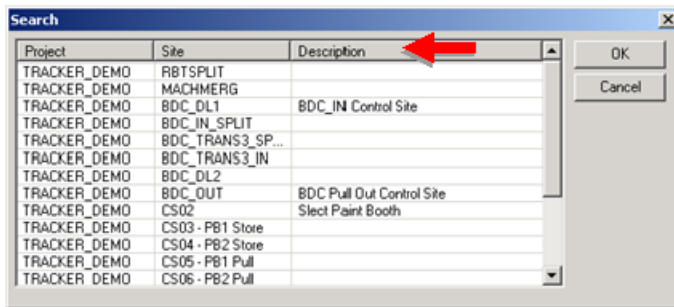 Search
Project Site Description
OK
Cancel
TRACKER_DEMO RBTSPLIT
TRACKER_DEMO MACHMERG
TRACKER_DEMO BDC_DL1 BDC_IN Control Site
TRACKER_DEMO BDC_IN_SPLIT
TRACKER_DEMO BDC_TRANS3_SP...
TRACKER_DEMO BDC_TRANS3_IN
TRACKER_DEMO BDC_DL2
TRACKER_DEMO BDC_OUT BDC Pull Out Control Site
TRACKER_DEMO CS02 Slect Paint Booth
TRACKER_DEMO CS03 - PB1 Store
TRACKER_DEMO CS04 - PB2 Store
TRACKER_DEMO CS05 - PB1 Pull
TRACKER_DEMO CS06 - PB2 Pull